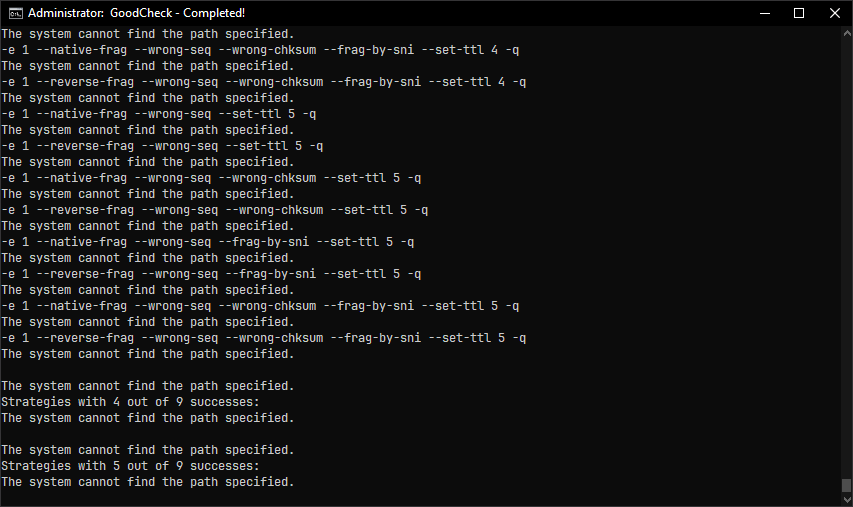 Administrator: GoodCheck - Completed!
The system cannot find the path specified.
-e 1 --native-frag --wrong-seq --wrong-chksum --frag-by-sni --set-ttl 4 -q
The system cannot find the path specified.
-e 1 --reverse-frag --wrong-seq --wrong-chksum --frag-by-sni --set-ttl 4 -q
The system cannot find the path specified.
-e 1 --native-frag --wrong-seq --set-ttl 5 -q
The system cannot find the path specified.
-e 1 --reverse-frag --wrong-seq --set-ttl 5 -q
The system cannot find the path specified.
-e 1 --native-frag --wrong-seq --wrong-chksum --set-ttl 5 -q
The system cannot find the path specified.
-e 1 --reverse-frag --wrong-seq --wrong-chksum --set-ttl 5 -q
The system cannot find the path specified.
-e 1 --native-frag --wrong-seq --frag-by-sni --set-ttl 5 -q
The system cannot find the path specified.
-e 1 --reverse-frag --wrong-seq --frag-by-sni --set-ttl 5 -q
The system cannot find the path specified.
-e 1 --native-frag --wrong-seq --wrong-chksum --frag-by-sni --set-ttl 5 -q
The system cannot find the path specified.
-e 1 --reverse-frag --wrong-seq --wrong-chksum --frag-by-sni --set-ttl 5 -q
The system cannot find the path specified.
The system cannot find the path specified.
Strategies with 4 out of 9 successes:
The system cannot find the path specified.
The system cannot find the path specified.
Strategies with 5 out of 9 successes:
The system cannot find the path specified.